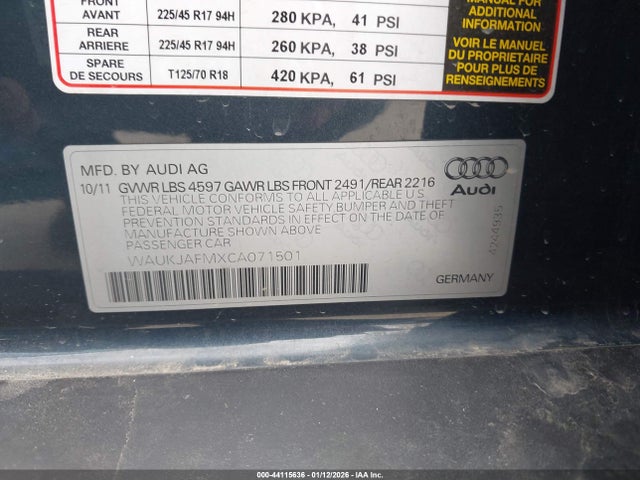 FRONT
AVANT 225/45 R17 94H 280 KPA, 41 PSI
REAR
ARRIERE 225/45 R17 94H 260 KPA, 38 PSI
SPARE
DE SECOURS T125/70 R18 420 KPA, 61 PSI
MANUAL FOR
ADDITIONAL
INFORMATION
VOIR LE MANUEL
DU PROPRIETAIRE
POUR PLUS DE
RENSEIGNEMENTS
MFD. BY AUDI AG
10/11 GVWR LBS 4597 GAWR LBS FRONT 2491/REAR 2216
THIS VEHICLE CONFORMS TO ALL APPLICABLE U'S
FEDERAL MOTOR VEHICLE SAFETY BUMPER AND THEFT
PREVENTION STANDARDS IN EFFECT ON THE DATE OF
MANUFACTURE SHOWN ABOVE
PASSENGER CAR
WAUKJAFMXCA071501
Audi
4244935
GERMANY
000-44115636 - 01/12/2026 - IAA Inc.